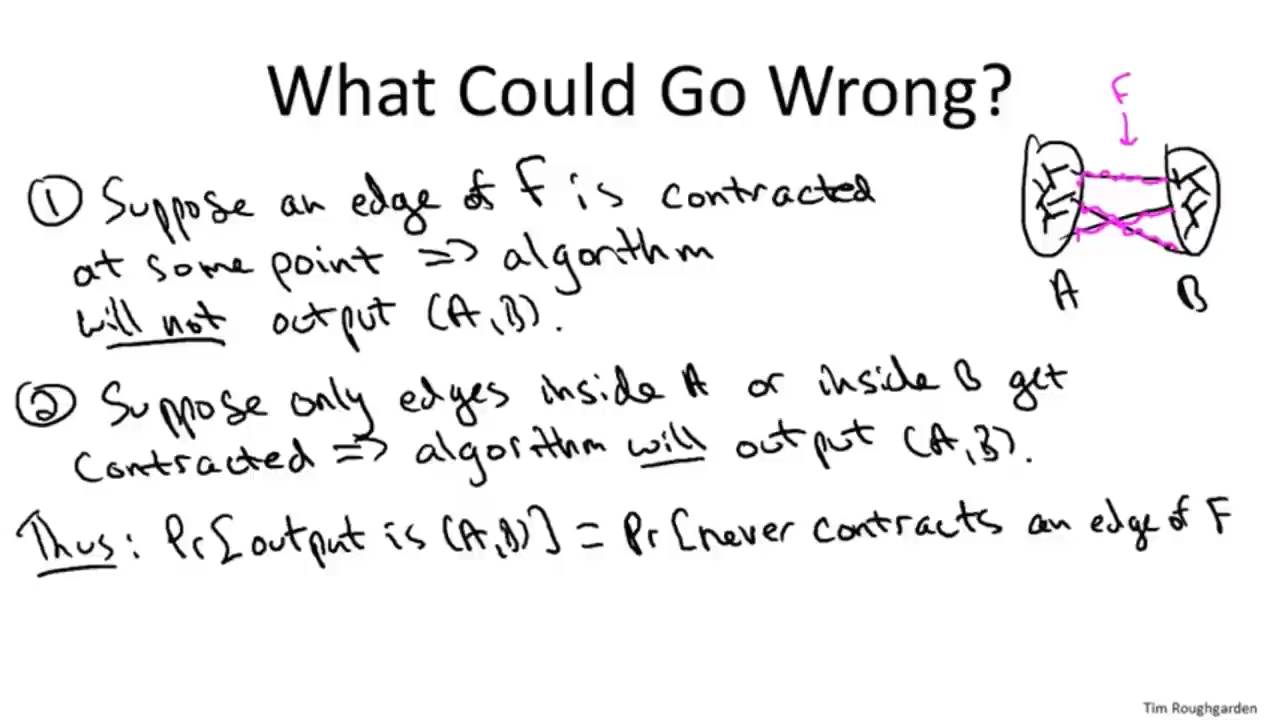 What Could Go Wrong?
F
① Suppose an edge of F is contracted
at some point => algorithm
will not output (A,B).
A B
② Suppose only edges inside A or inside B get
contracted => algorithm will output (A,B).
Thus: Pr[output is (A,B)] = Pr[never contracts an edge of F
Tim Roughgarden